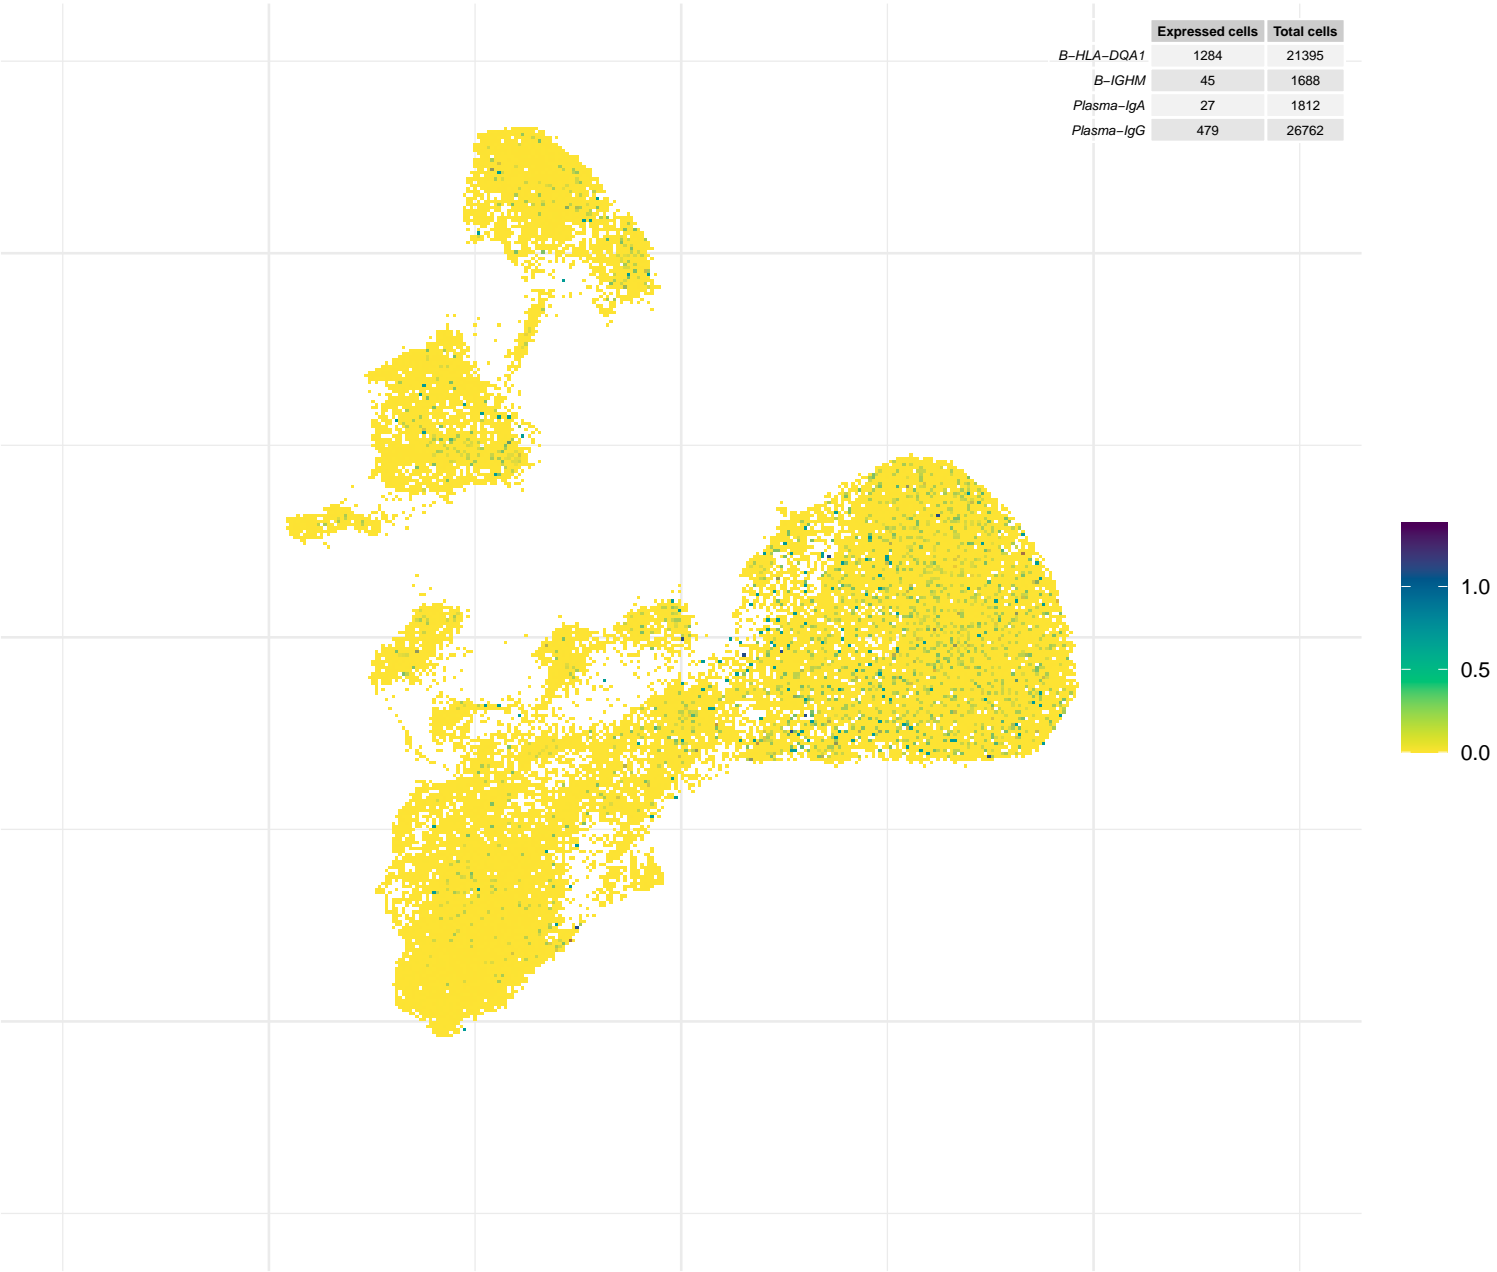 Expressed cells Total cells
B−HLA−DQA1 1284 21395
B−IGHM 45 1688
Plasma−IgA 27 1812
Plasma−IgG 479 26762
1.0
0.5
0.0